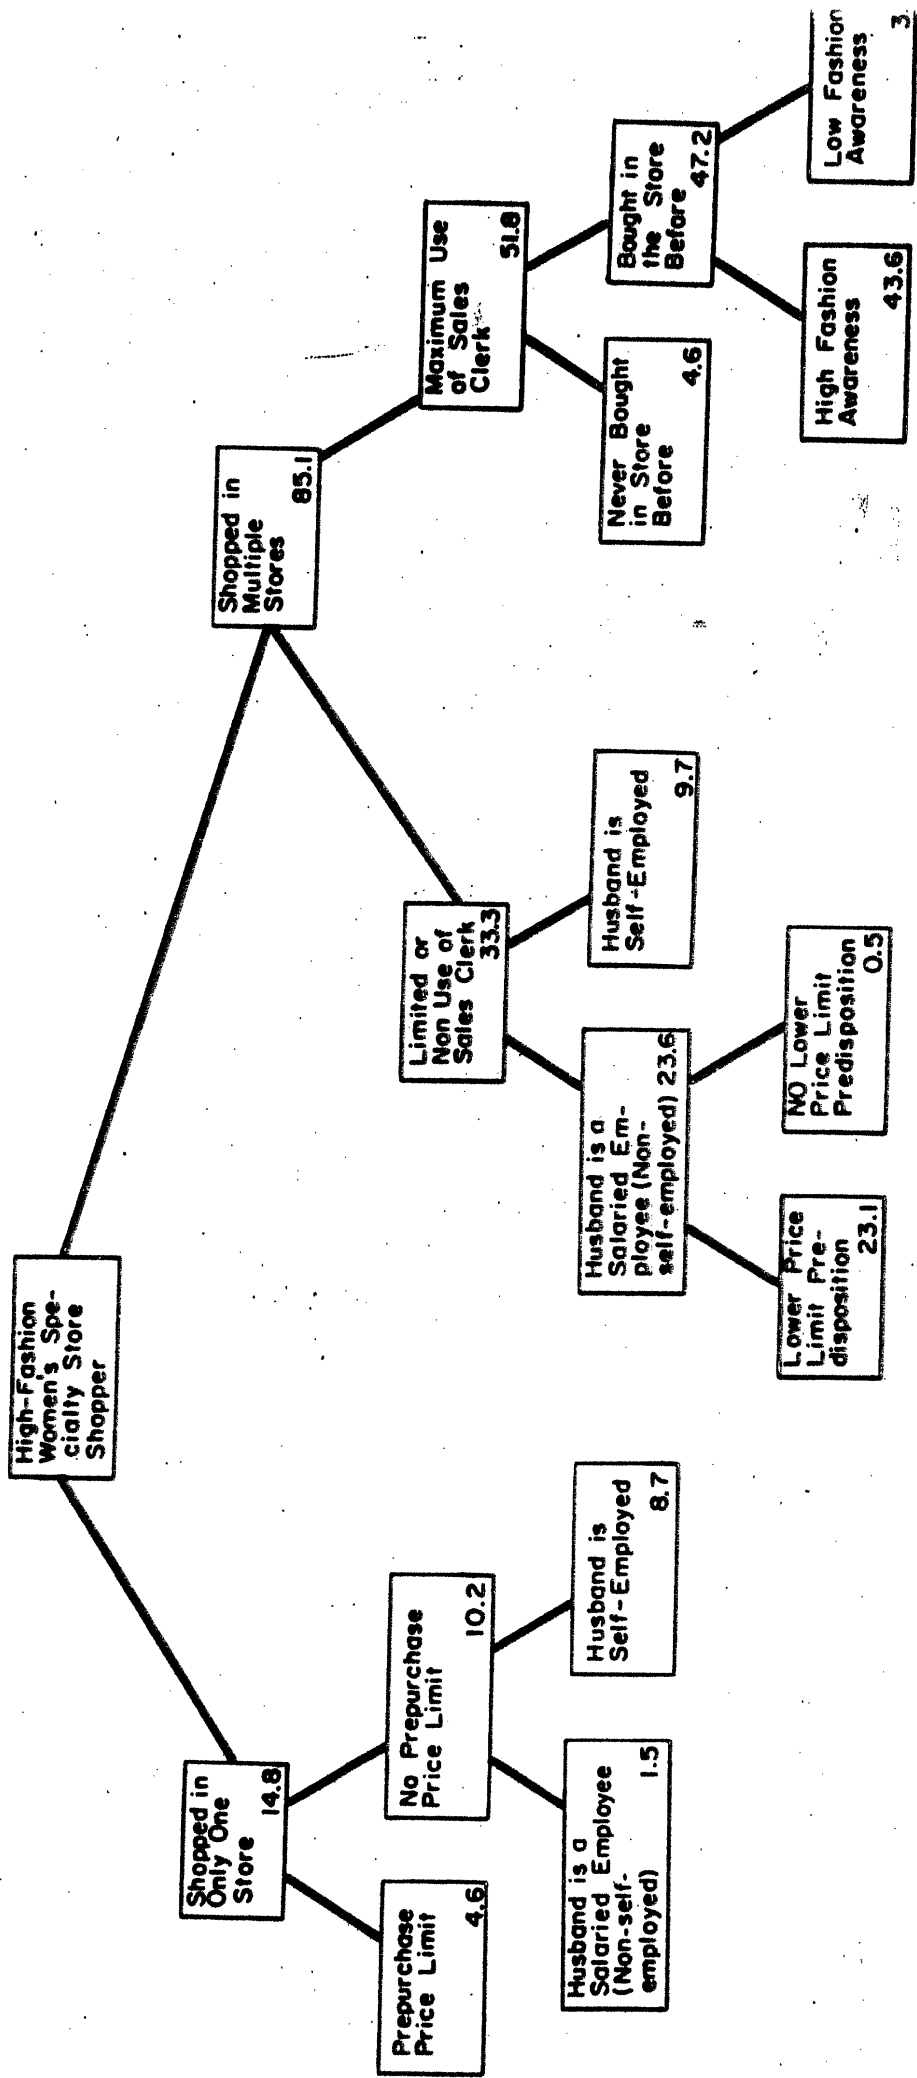 High-Fashion
Women's Spe-
cialty Store
Shopper
Shopped in
Only One
Store
14.8
Shopped in
Multiple
Stores
85.1
Prepurchase
Price Limit
4.6
No Prepurchase
Price Limit
10.2
Limited or
Non Use of
Sales Clerk
33.3
Maximum Use
of Sales
Clerk
51.8
Husband is a
Salaried Employee
(Non-self-
employed)
1.5
Husband is
Self-Employed
8.7
Husband is a
Salaried Em-
ployee (Non-
self-employed) 23.6
Husband is
Self-Employed
9.7
Never Bought
in Store
Before
4.6
Bought in
the Store
Before
47.2
Lower Price
Limit Pre-
disposition
23.1
NO Lower
Price Limit
Predisposition
0.5
High Fashion
Awareness
43.6
Low Fashion
Awareness
3.